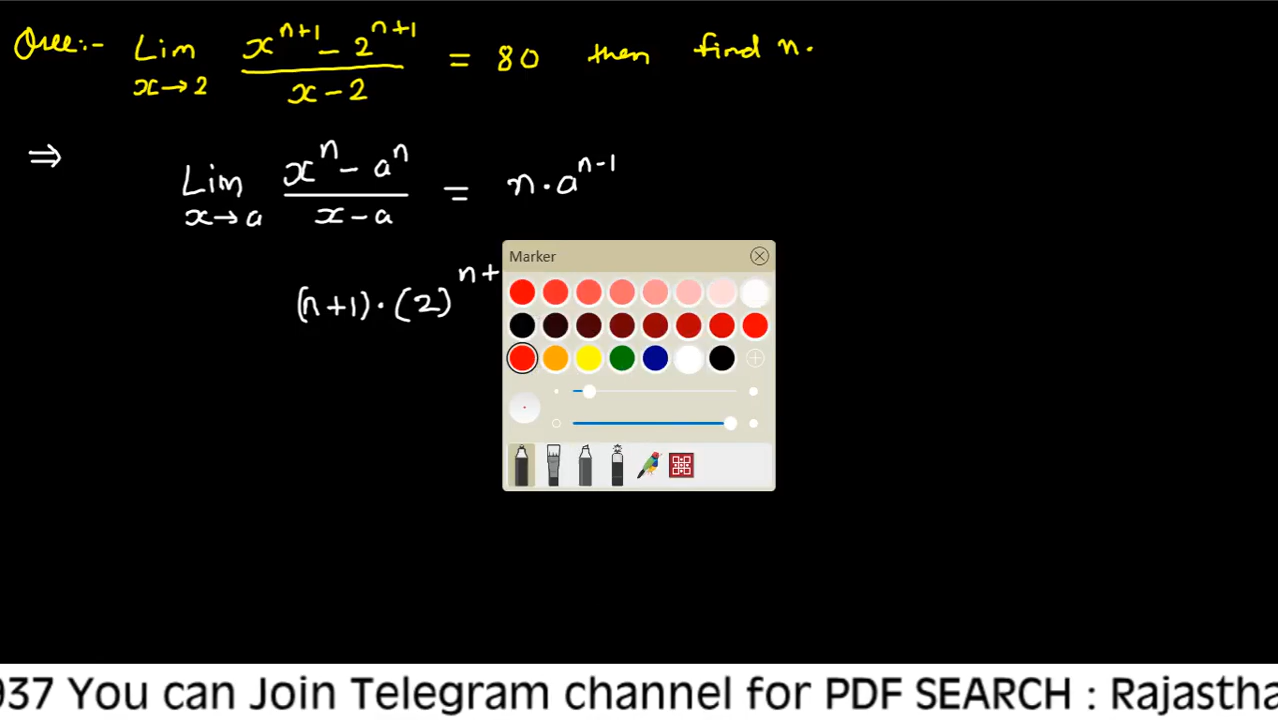 Que:- Lim x→2 (x^{n+1} - 2^{n+1})/(x-2) = 80 then find n.
⇒ Lim x→a (x^n - a^n)/(x-a) = n·a^{n-1}
(n+1)·(2)^{n+
Marker
937 You can Join Telegram channel for PDF SEARCH : Rajastha